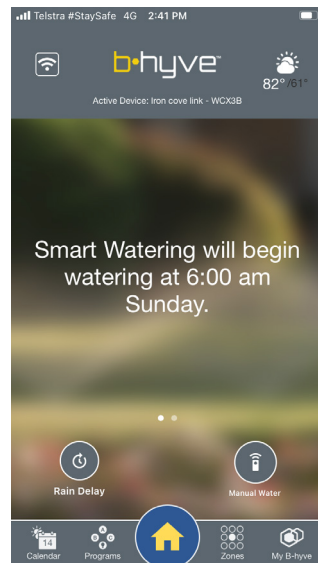 Telstra #StaySafe 4G 2:41 PM
b•hyve
82°/61°
Active Device: Iron cove link - WCX3B
Smart Watering will begin
watering at 6:00 am
Sunday.
Rain Delay
Manual Water
14
A
B C
Calendar
Programs
Zones
My B-hyve